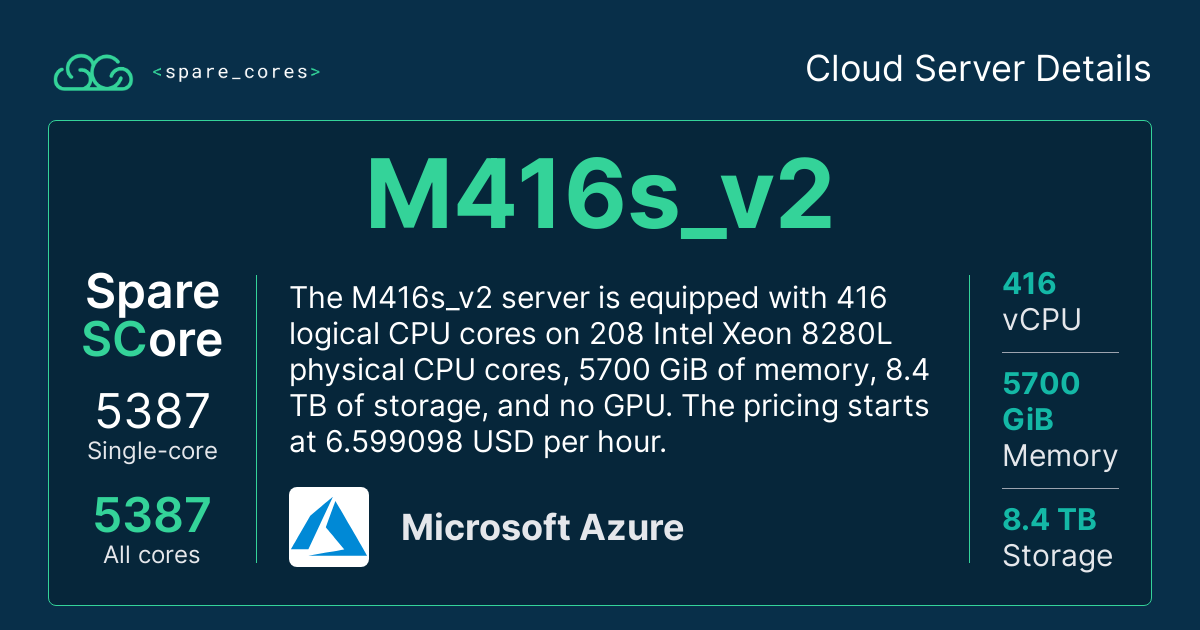 <spare_cores>
Cloud Server Details
M416s_v2
Spare
SCore
5387
Single-core
5387
All cores
The M416s_v2 server is equipped with 416
logical CPU cores on 208 Intel Xeon 8280L
physical CPU cores, 5700 GiB of memory, 8.4
TB of storage, and no GPU. The pricing starts
at 6.599098 USD per hour.
Microsoft Azure
416
vCPU
5700
GiB
Memory
8.4 TB
Storage